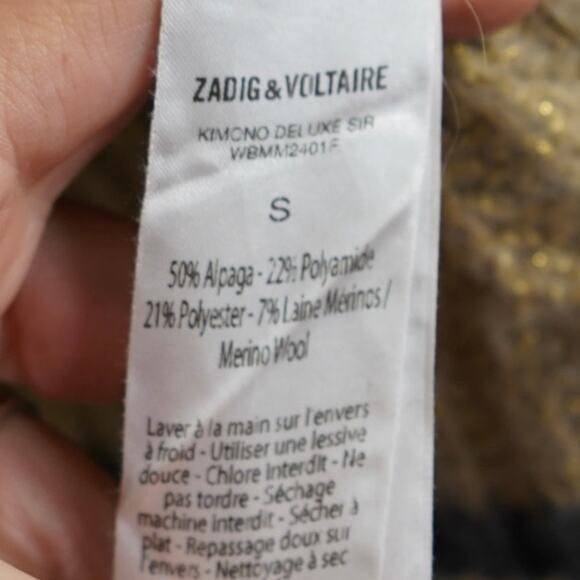 ZADIG & VOLTAIRE
KIMONO DELUXE SIR
WBMM2401F
S
50% Alpaga - 22% Polyamide
21% Polyester - 7% Laine Mérinos /
Merino Wool
Laver à la main sur l'envers
à froid - Utiliser une lessive
douce - Chlore Interdit - Ne
pas tordre - Séchage
machine interdit - Sécher à
plat - Repassage doux sur
l'envers - Nettoyage à sec